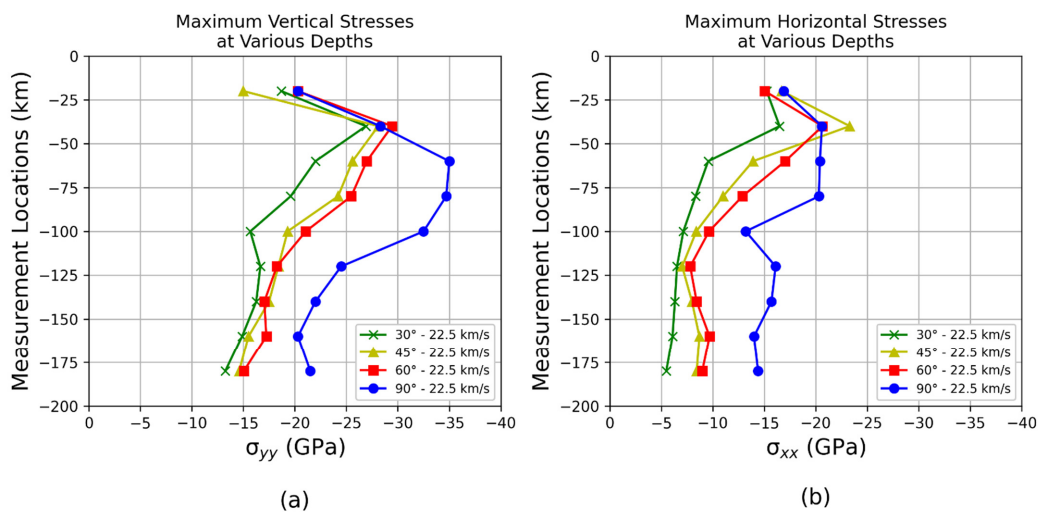 Maximum Vertical Stresses
at Various Depths
Measurement Locations (km)
0
−25
−50
−75
−100
−125
−150
−175
−200
30° - 22.5 km/s
45° - 22.5 km/s
60° - 22.5 km/s
90° - 22.5 km/s
0 −5 −10 −15 −20 −25 −30 −35 −40
σyy (GPa)
(a)
Maximum Horizontal Stresses
at Various Depths
Measurement Locations (km)
0
−25
−50
−75
−100
−125
−150
−175
−200
30° - 22.5 km/s
45° - 22.5 km/s
60° - 22.5 km/s
90° - 22.5 km/s
0 −5 −10 −15 −20 −25 −30 −35 −40
σxx (GPa)
(b)